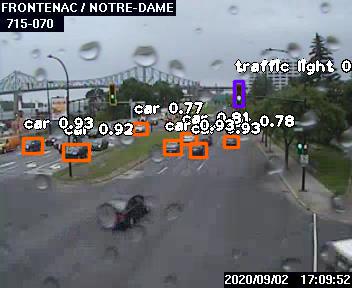 FRONTENAC / NOTRE-DAME
715-070
traffic light 0
car 0.77
car 0.93
car 0.92
car 0.93
0.81
0.93
0.78
2020/09/02 17:09:52